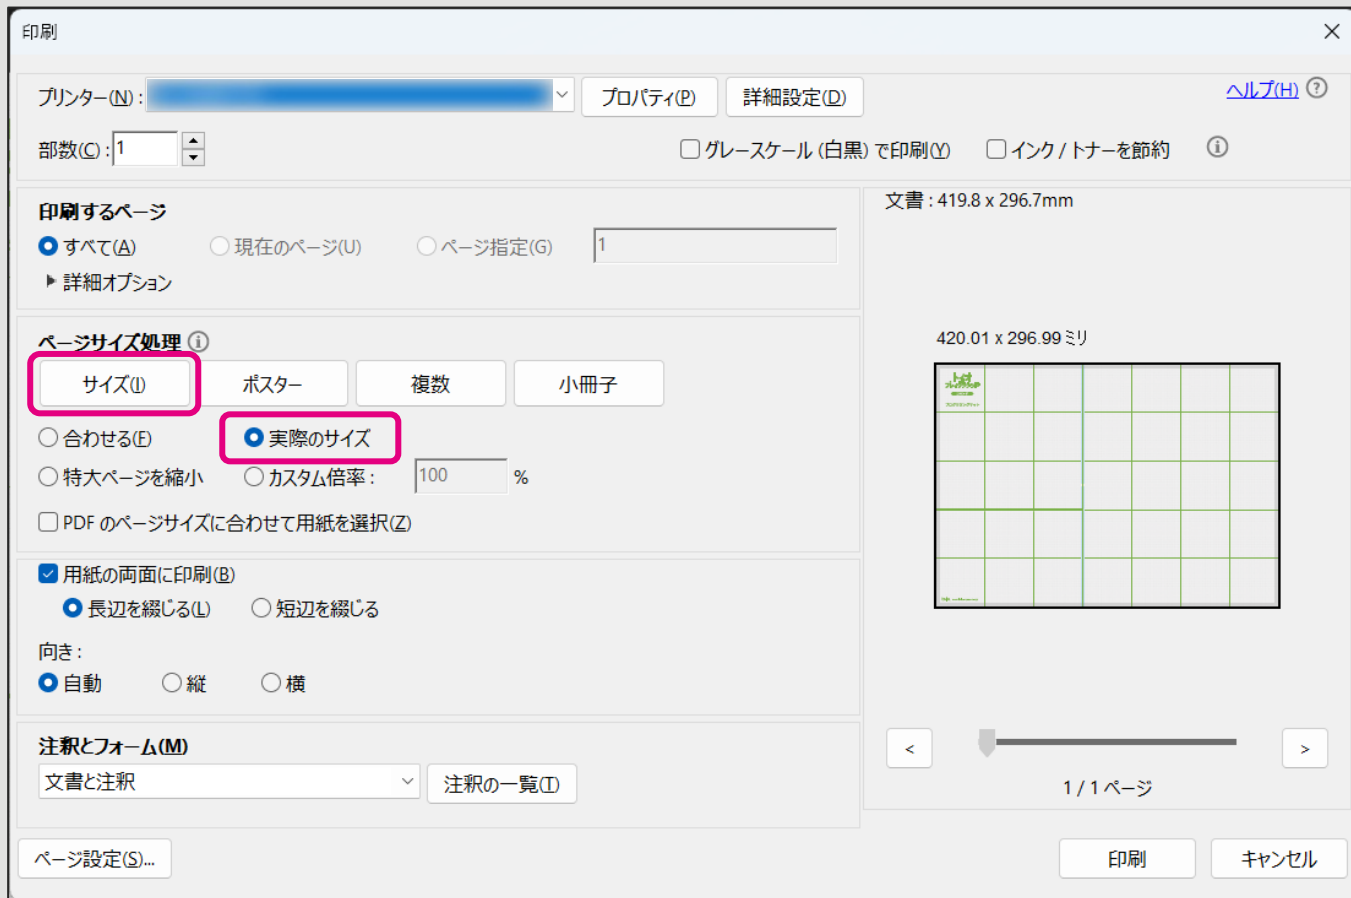 印刷
プリンター(N) : プロパティ(P) 詳細設定(D) ヘルプ(H) ?
部数(C) : 1 グレースケール (白黒) で印刷(Y) インク / トナーを節約
印刷するページ
すべて(A) 現在のページ(U) ページ指定(G) 1
詳細オプション
ページサイズ処理
サイズ(I) ポスター 複数 小冊子
合わせる(F) 実際のサイズ
特大ページを縮小 カスタム倍率 : 100 %
PDF のページサイズに合わせて用紙を選択(Z)
用紙の両面に印刷(B)
長辺を綴じる(L) 短辺を綴じる
向き :
自動 縦 横
注釈とフォーム(M)
文書と注釈 注釈の一覧(T)
文書 : 419.8 x 296.7mm
420.01 x 296.99 ミリ
< >
1 / 1 ページ
ページ設定(S)... 印刷 キャンセル